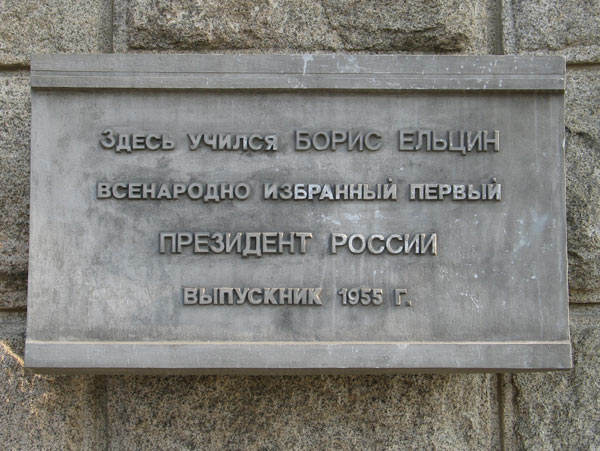 Здесь учился БОРИС ЕЛЬЦИН
ВСЕНАРОДНО ИЗБРАННЫЙ ПЕРВЫЙ
ПРЕЗИДЕНТ РОССИИ
ВЫПУСКНИК 1955 Г.